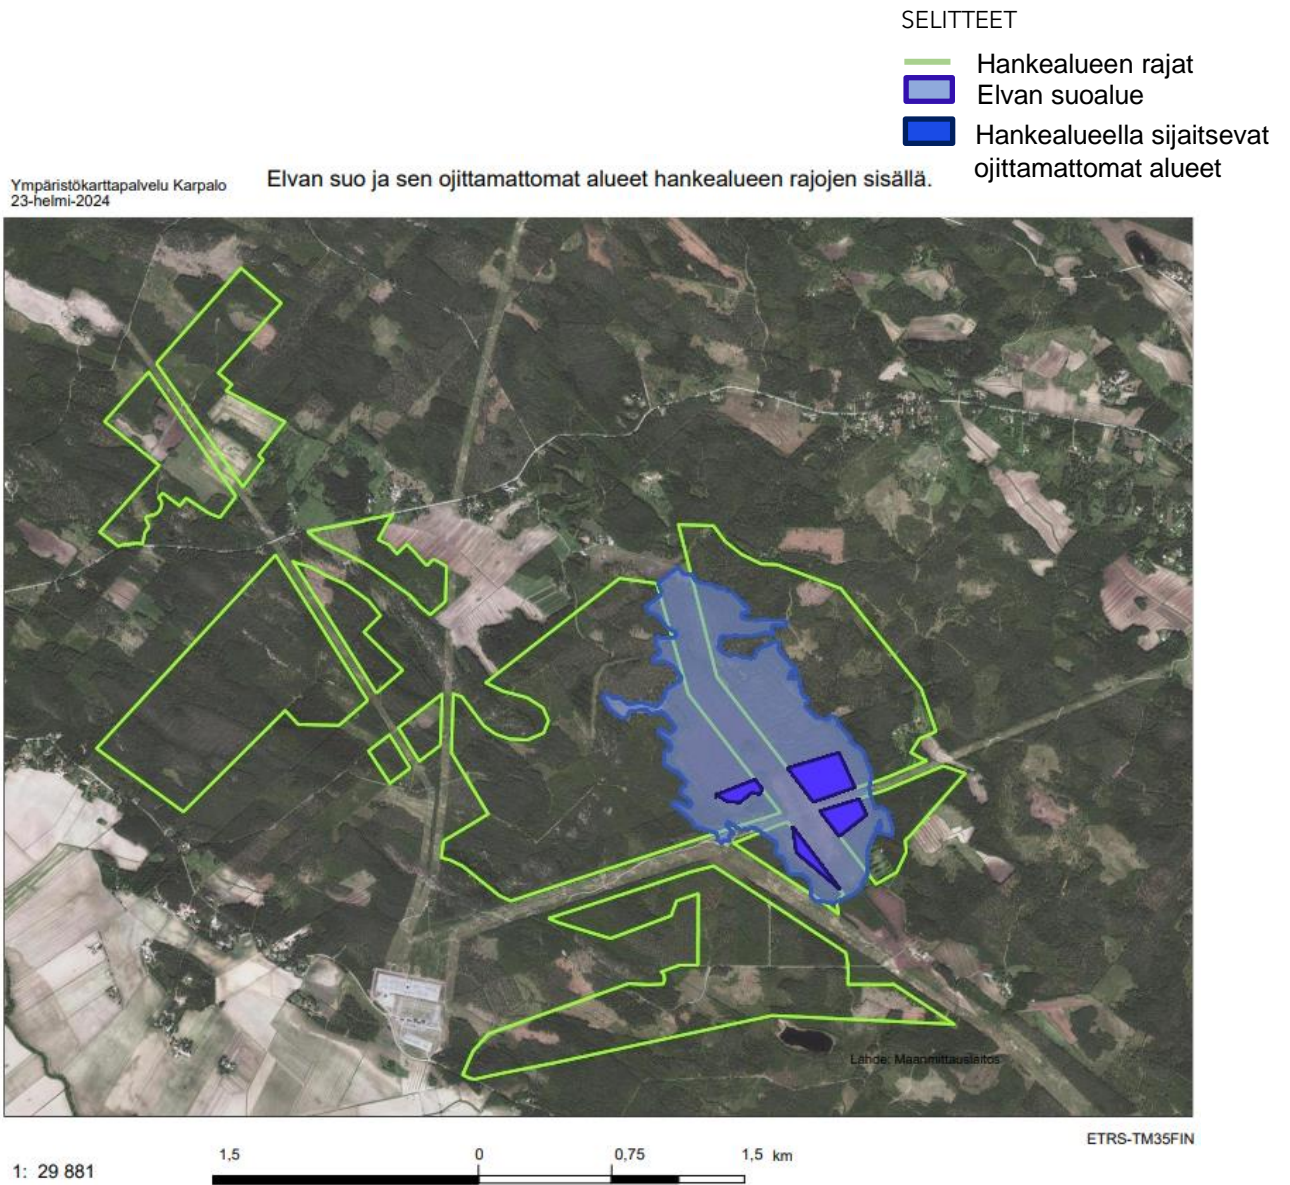 SELITTEET
Hankealueen rajat
Elvan suoalue
Hankealueella sijaitsevat
ojittamattomat alueet
Ympäristökarttapalvelu Karpalo
23-helmi-2024
Elvan suo ja sen ojittamattomat alueet hankealueen rajojen sisällä.
Lähde: Maanmittauslaitos
ETRS-TM35FIN
1: 29 881
1,5 0 0,75 1,5 km